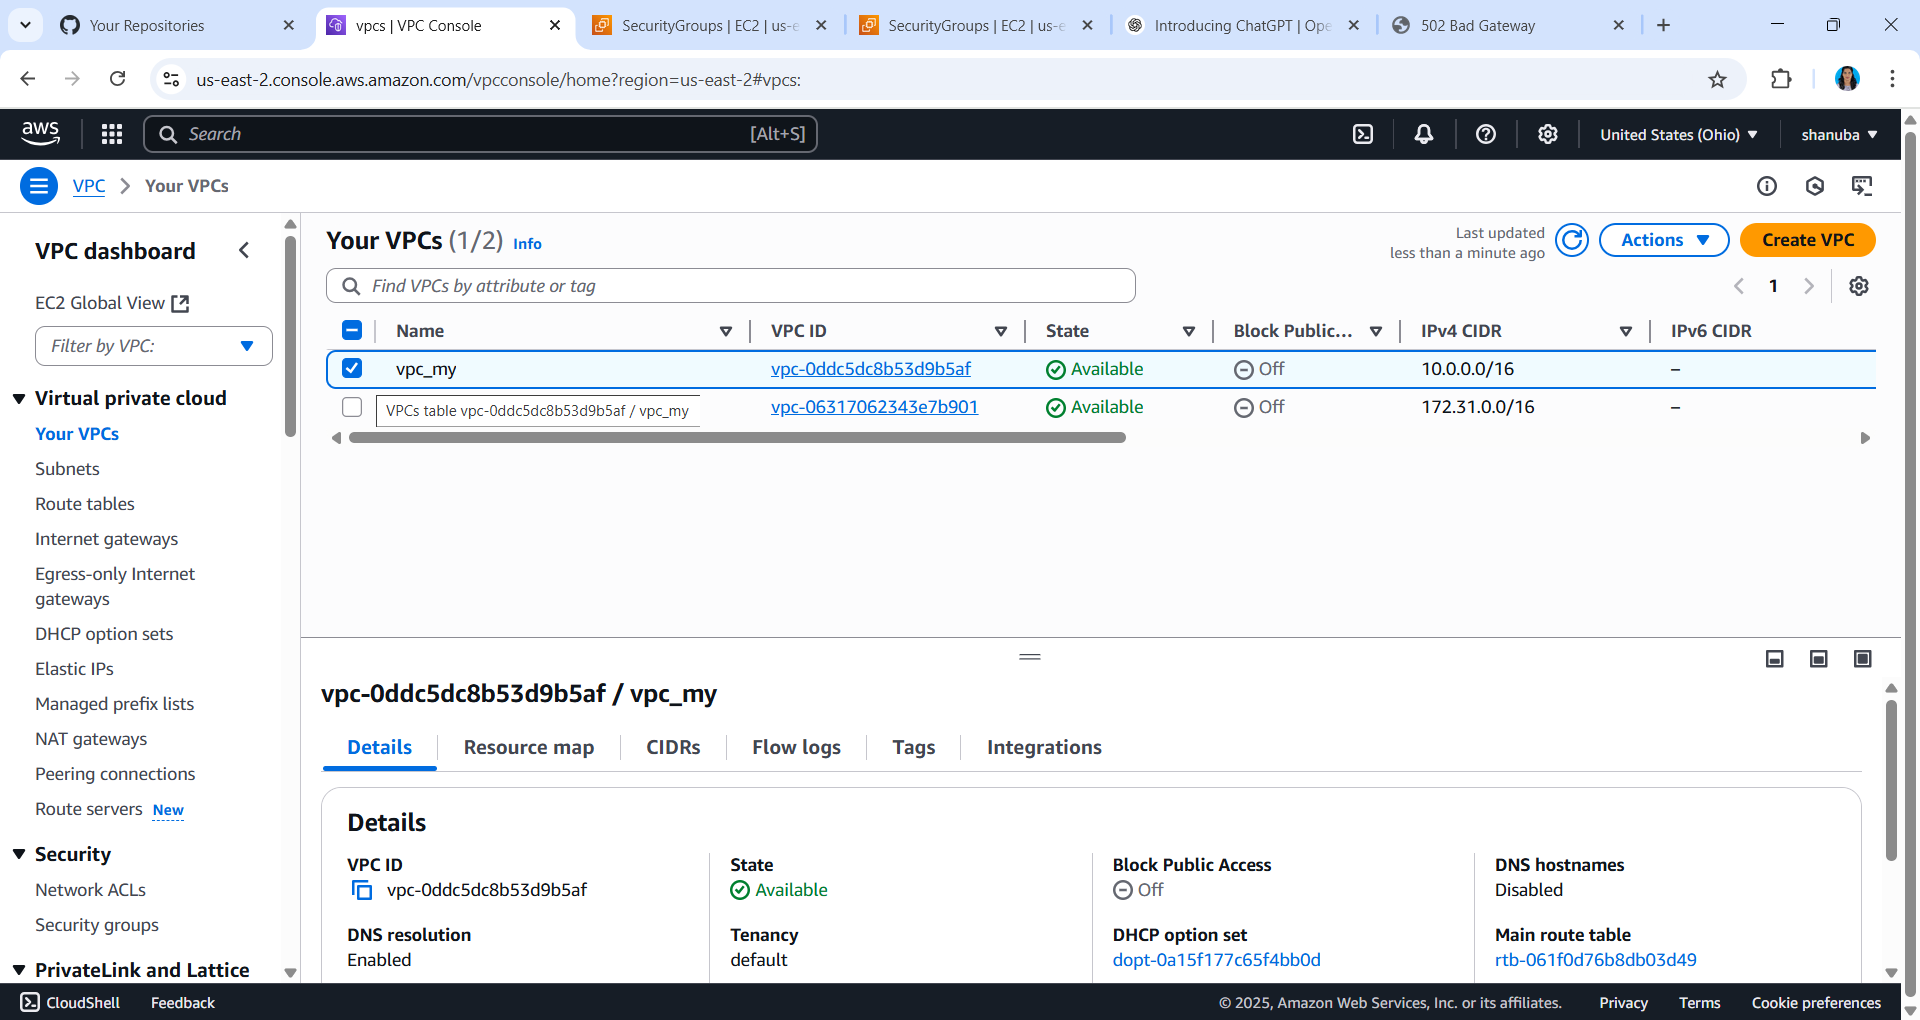 Your Repositories
vpcs | VPC Console
SecurityGroups | EC2 | us-e
SecurityGroups | EC2 | us-e
Introducing ChatGPT | Ope
502 Bad Gateway
us-east-2.console.aws.amazon.com/vpcconsole/home?region=us-east-2#vpcs:
aws
Search
[Alt+S]
United States (Ohio)
shanuba
VPC
Your VPCs
VPC dashboard
EC2 Global View
Filter by VPC:
Virtual private cloud
Your VPCs
Subnets
Route tables
Internet gateways
Egress-only Internet
gateways
DHCP option sets
Elastic IPs
Managed prefix lists
NAT gateways
Peering connections
Route servers New
Security
Network ACLs
Security groups
PrivateLink and Lattice
Your VPCs (1/2) Info
Last updated
less than a minute ago
Actions
Create VPC
Find VPCs by attribute or tag
1
Name VPC ID State Block Public... IPv4 CIDR IPv6 CIDR
vpc_my vpc-0ddc5dc8b53d9b5af Available Off 10.0.0.0/16 –
VPCs table vpc-0ddc5dc8b53d9b5af / vpc_my
vpc-06317062343e7b901 Available Off 172.31.0.0/16 –
vpc-0ddc5dc8b53d9b5af / vpc_my
Details Resource map CIDRs Flow logs Tags Integrations
Details
VPC ID
vpc-0ddc5dc8b53d9b5af
State
Available
Block Public Access
Off
DNS hostnames
Disabled
DNS resolution
Enabled
Tenancy
default
DHCP option set
dopt-0a15f177c65f4bb0d
Main route table
rtb-061f0d76b8db03d49
CloudShell
Feedback
© 2025, Amazon Web Services, Inc. or its affiliates.
Privacy
Terms
Cookie preferences